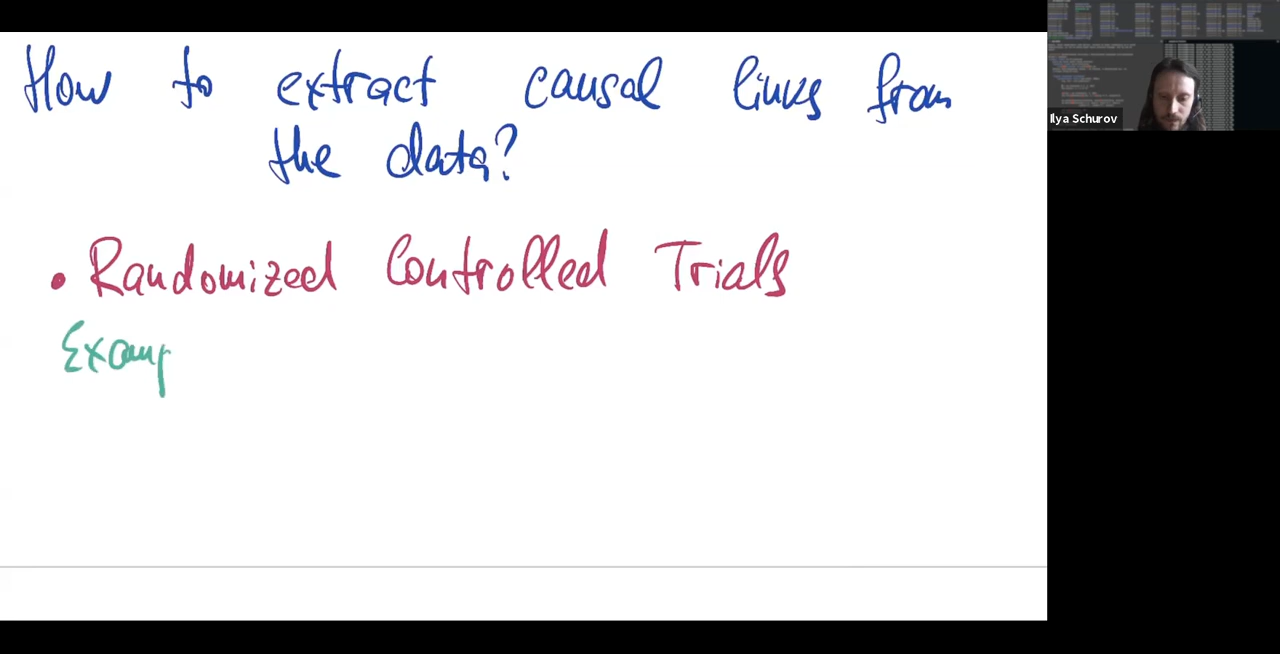 How to extract causal links from
the data?
• Randomized Controlled Trials
Examp
Ilya Schurov